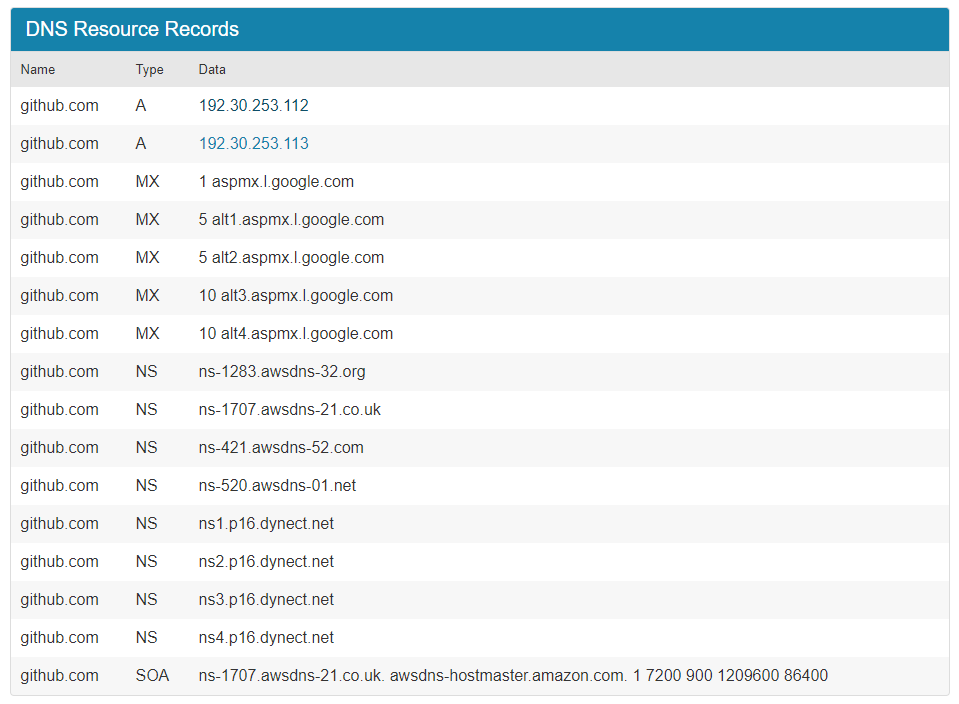 DNS Resource Records
Name Type Data
github.com A 192.30.253.112
github.com A 192.30.253.113
github.com MX 1 aspmx.l.google.com
github.com MX 5 alt1.aspmx.l.google.com
github.com MX 5 alt2.aspmx.l.google.com
github.com MX 10 alt3.aspmx.l.google.com
github.com MX 10 alt4.aspmx.l.google.com
github.com NS ns-1283.awsdns-32.org
github.com NS ns-1707.awsdns-21.co.uk
github.com NS ns-421.awsdns-52.com
github.com NS ns-520.awsdns-01.net
github.com NS ns1.p16.dynect.net
github.com NS ns2.p16.dynect.net
github.com NS ns3.p16.dynect.net
github.com NS ns4.p16.dynect.net
github.com SOA ns-1707.awsdns-21.co.uk. awsdns-hostmaster.amazon.com. 1 7200 900 1209600 86400